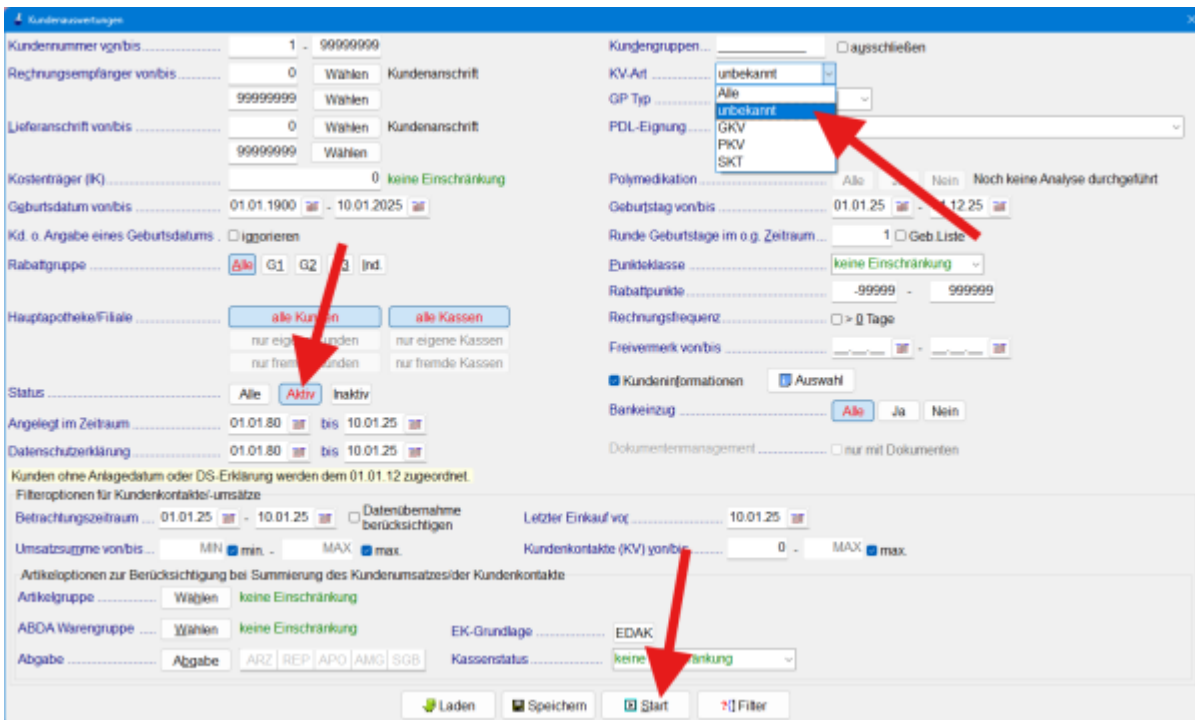 Kundenauswertungen
Kundennummer von/bis 1 - 99999999
Rechnungsempfänger von/bis 0 Wählen Kundenanschrift
99999999 Wählen
Lieferanschrift von/bis 0 Wählen Kundenanschrift
99999999 Wählen
Kostenträger (IK) 0 keine Einschränkung
Geburtsdatum von/bis 01.01.1900 - 10.01.2025
Kd. o. Angabe eines Geburtsdatums . ignorieren
Rabattgruppe Alle G1 G2 Ind.
Hauptapotheke/Filiale alle Kunden alle Kassen
nur eigene Kassen
nur fremde Kassen
Status Alle Aktiv Inaktiv
Angelegt im Zeitraum 01.01.80 bis 10.01.25
Datenschutzerklärung 01.01.80 bis 10.01.25
Kunden ohne Anlagedatum oder DS-Erklärung werden dem 01.01.12 zugeordnet.
Kundengruppen... ausschließen
KV-Art unbekannt
Alle
unbekannt
GKV
PKV
SKT
GP Typ
PDL-Eignung
Polymedikation Alle Nein Noch keine Analyse durchgeführt
Geburtstag von/bis 01.01.25 -
Runde Geburtstage im o.g. Zeitraum... 1 Geb.Liste
Punkteklasse keine Einschränkung
Rabattpunkte -99999 - 999999
Rechnungsfrequenz > 0 Tage
Freivermerk von/bis __.__.__ - __.__.__
Kundeninformationen Auswahl
Bankeinzug Alle Ja Nein
Dokumentenmanagement nur mit Dokumenten
Filteroptionen für Kundenkontakte/-umsätze
Betrachtungszeitraum 01.01.25 - 10.01.25 Datenübernahme berücksichtigen Letzter Einkauf vor 10.01.25
Umsatzsumme von/bis... MIN min. - MAX max. Kundenkontakte (KV) von/bis 0 - MAX max.
Artikeloptionen zur Berücksichtigung bei Summierung des Kundenumsatzes/der Kundenkontakte
Artikelgruppe Wählen keine Einschränkung
ABDA Warengruppe Wählen keine Einschränkung EK-Grundlage EDAK
Abgabe Abgabe ARZ REP APO AMG SGB Kassenstatus keine Einschränkung
Laden Speichern Start Filter